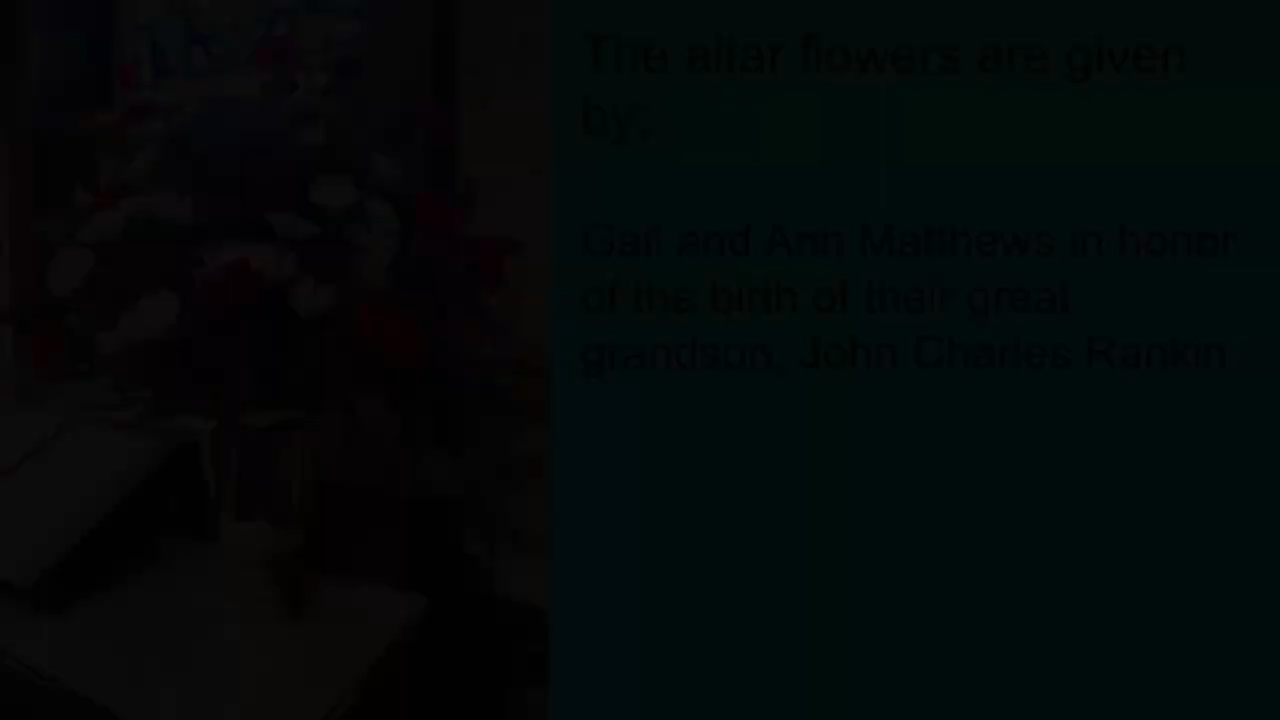 The altar flowers are given
by:
Gail and Ann Matthews in honor
of the birth of their great
grandson, John Charles Rankin